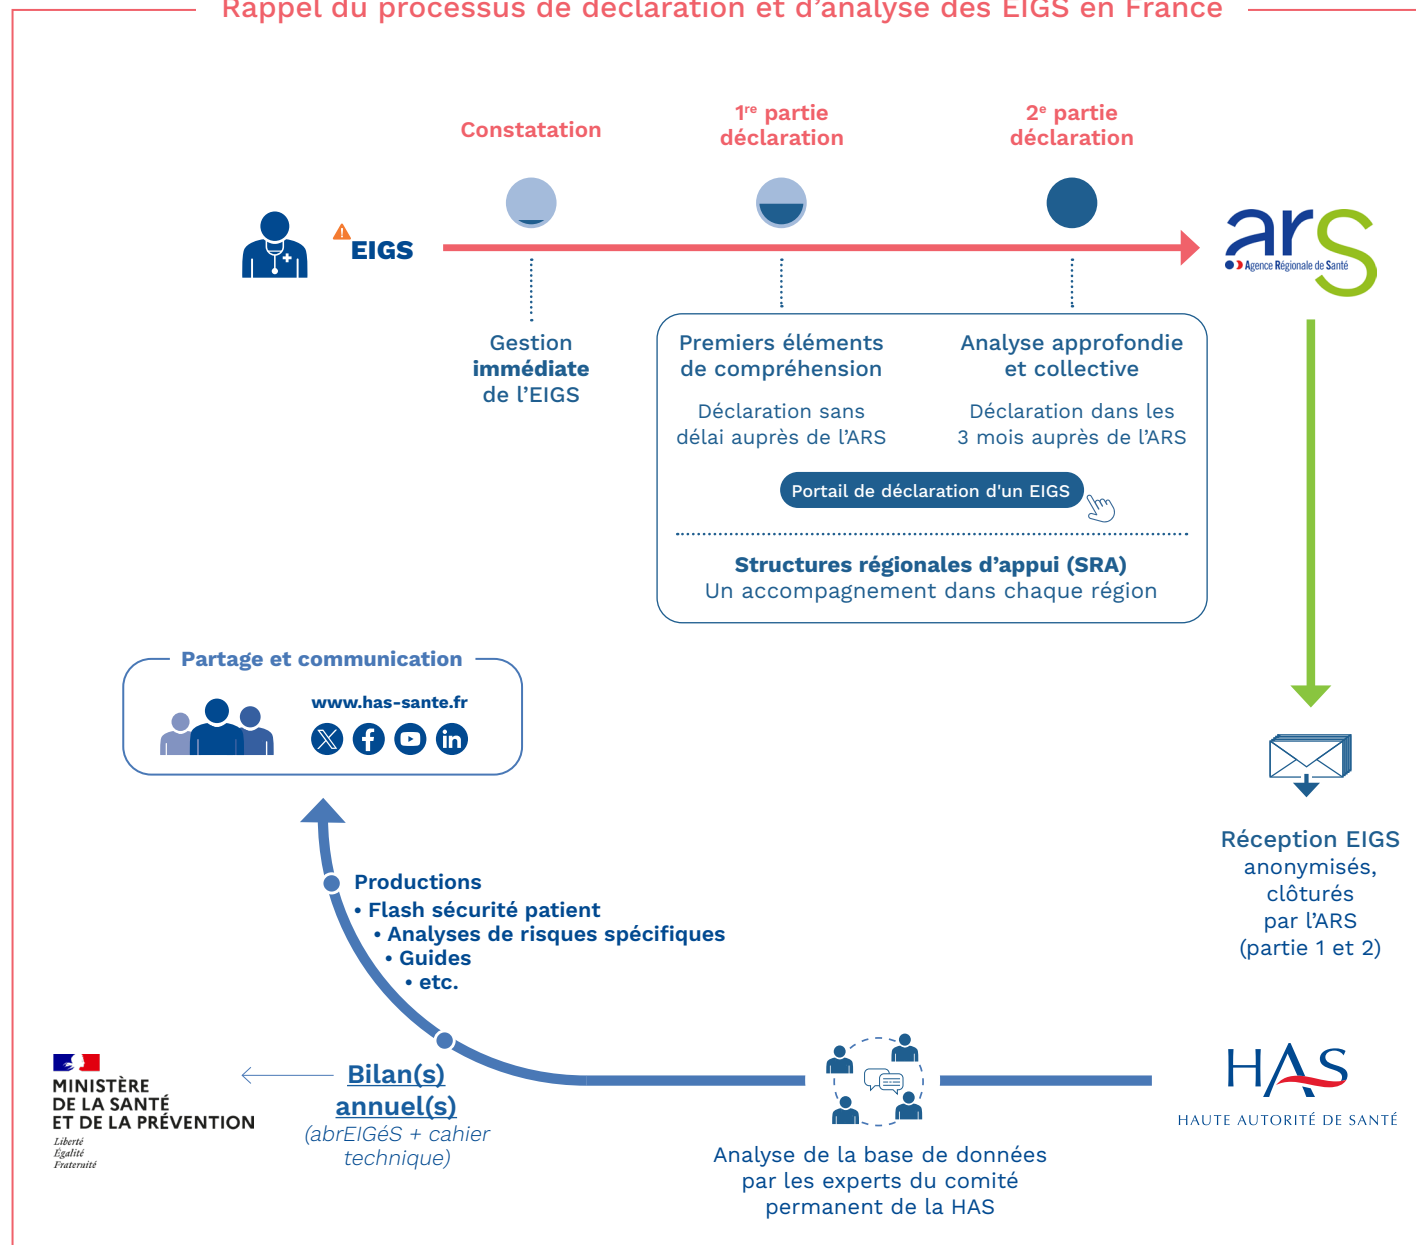 Rappel du processus de déclaration et d’analyse des EIGS en France
Constatation
1re partie
déclaration
2e partie
déclaration
EIGS
arS
Agence Régionale de Santé
Gestion
immédiate
de l’EIGS
Premiers éléments
de compréhension
Déclaration sans
délai auprès de l’ARS
Analyse approfondie
et collective
Déclaration dans les
3 mois auprès de l’ARS
Portail de déclaration d'un EIGS
Structures régionales d’appui (SRA)
Un accompagnement dans chaque région
Partage et communication
www.has-sante.fr
Réception EIGS
anonymisés,
clôturés
par l’ARS
(partie 1 et 2)
Productions
• Flash sécurité patient
• Analyses de risques spécifiques
• Guides
• etc.
HAS
HAUTE AUTORITÉ DE SANTÉ
Analyse de la base de données
par les experts du comité
permanent de la HAS
Bilan(s)
annuel(s)
(abrEIGéS + cahier
technique)
MINISTÈRE
DE LA SANTÉ
ET DE LA PRÉVENTION
Liberté
Égalité
Fraternité